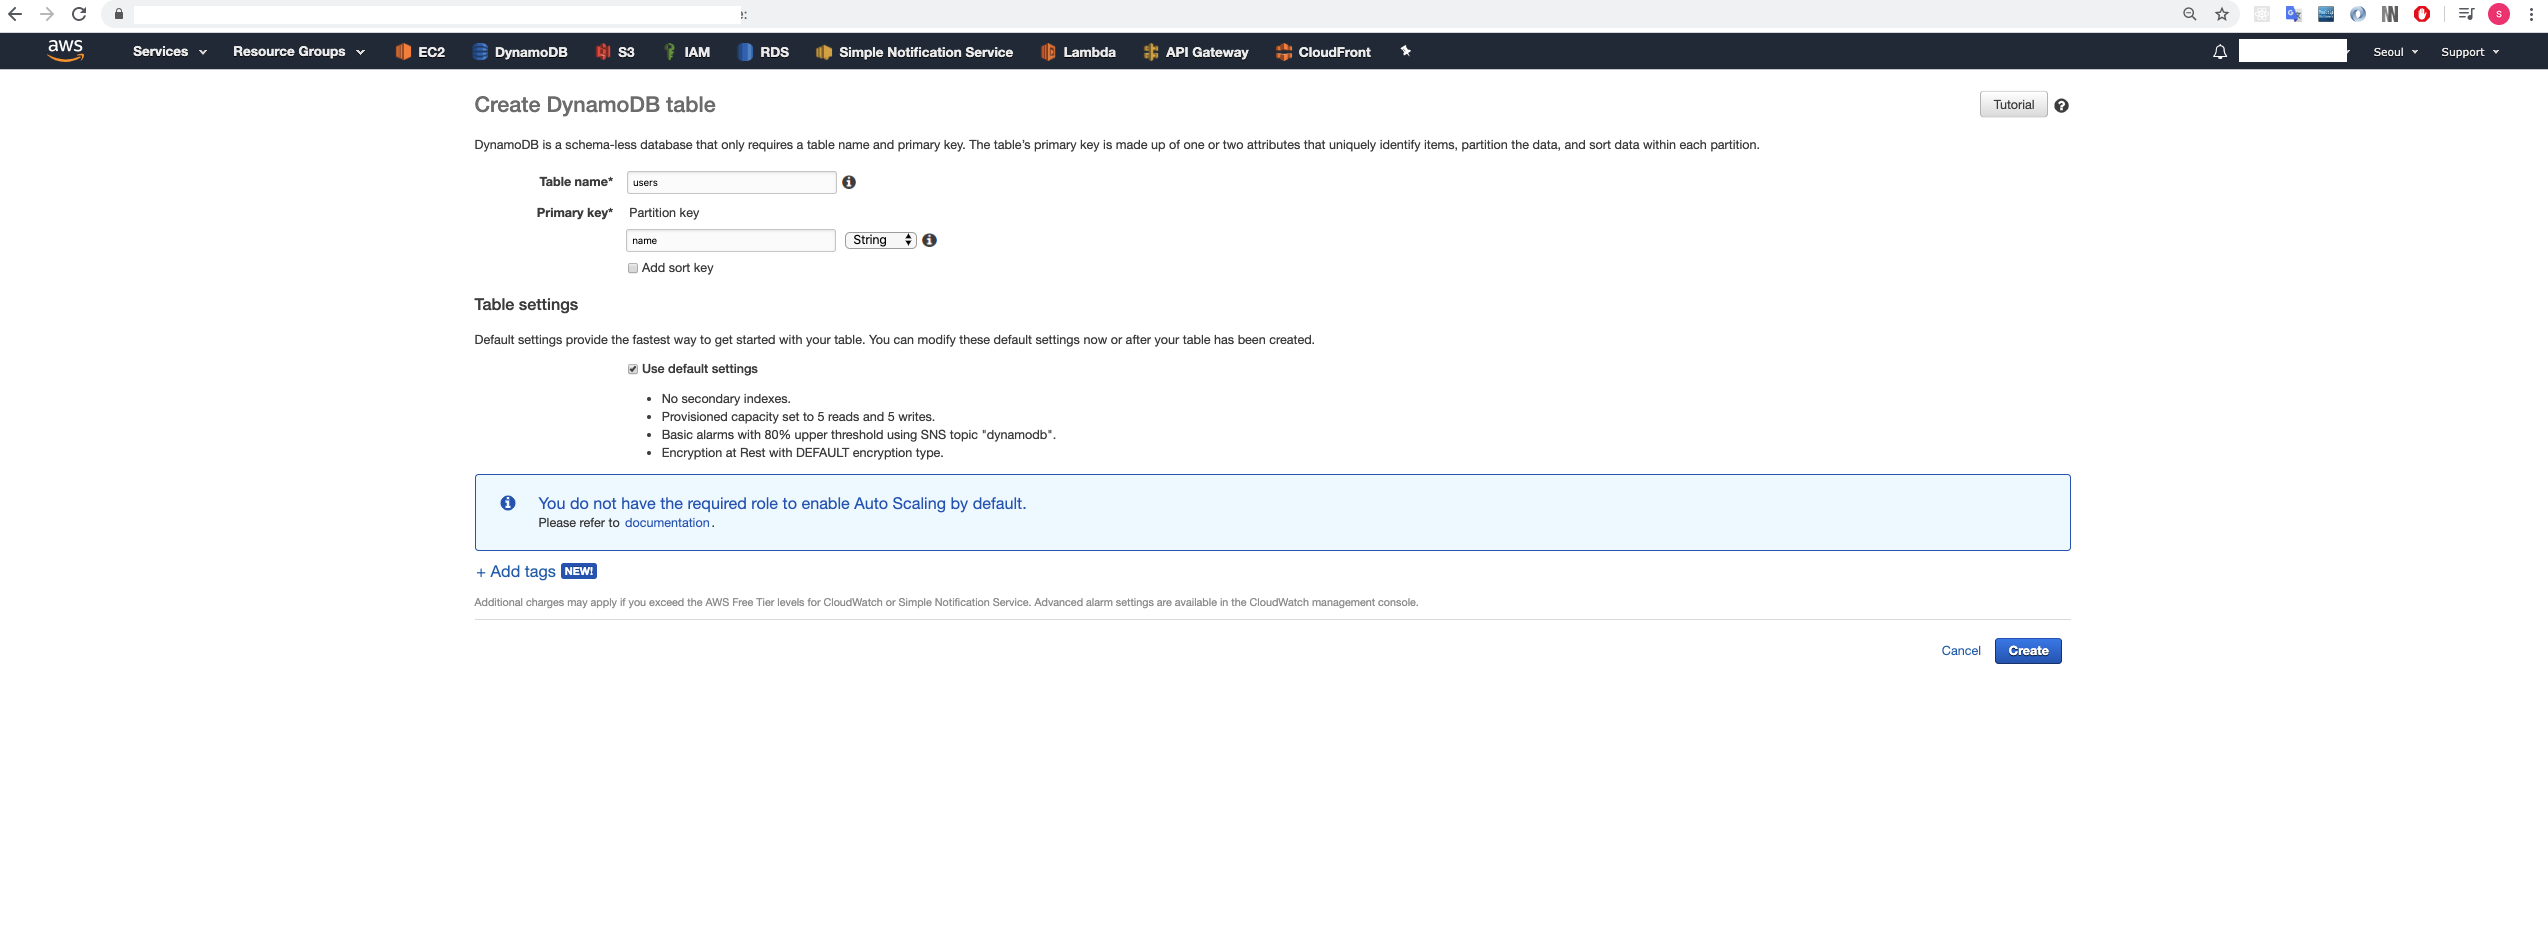 aws Services Resource Groups EC2 DynamoDB S3 IAM RDS Simple Notification Service Lambda API Gateway CloudFront Seoul Support
Create DynamoDB table
Tutorial
DynamoDB is a schema-less database that only requires a table name and primary key. The table's primary key is made up of one or two attributes that uniquely identify items, partition the data, and sort data within each partition.
Table name* users
Primary key* Partition key
name String
Add sort key
Table settings
Default settings provide the fastest way to get started with your table. You can modify these default settings now or after your table has been created.
Use default settings
• No secondary indexes.
• Provisioned capacity set to 5 reads and 5 writes.
• Basic alarms with 80% upper threshold using SNS topic "dynamodb".
• Encryption at Rest with DEFAULT encryption type.
You do not have the required role to enable Auto Scaling by default.
Please refer to documentation.
+ Add tags NEW!
Additional charges may apply if you exceed the AWS Free Tier levels for CloudWatch or Simple Notification Service. Advanced alarm settings are available in the CloudWatch management console.
Cancel Create